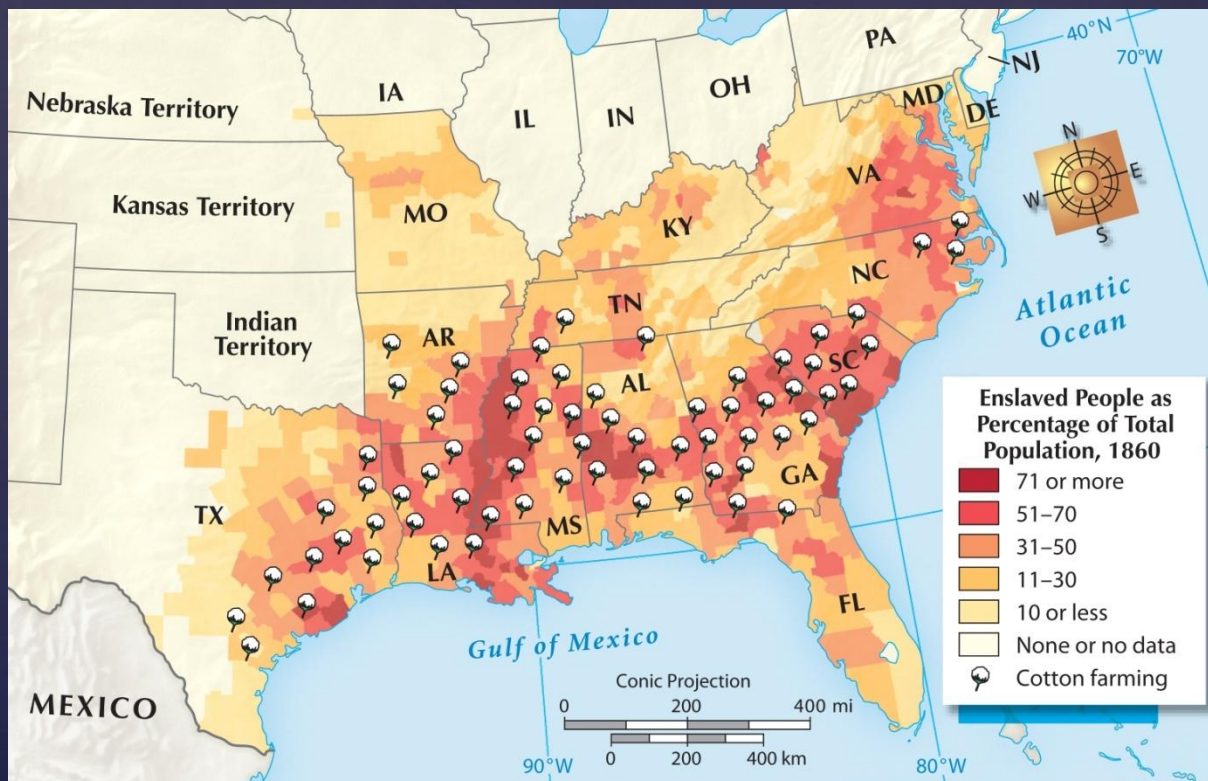 PA
40°N
70°W
NJ
IA
OH
Nebraska Territory
IL
IN
MD
DE
N
E
W
S
VA
Kansas Territory
MO
KY
NC
Atlantic
Ocean
TN
Indian
Territory
AR
SC
AL
Enslaved People as
Percentage of Total
Population, 1860
71 or more
51–70
31–50
11–30
10 or less
None or no data
Cotton farming
GA
TX
MS
LA
FL
Gulf of Mexico
Conic Projection
0 200 400 mi
0 200 400 km
MEXICO
90°W
80°W